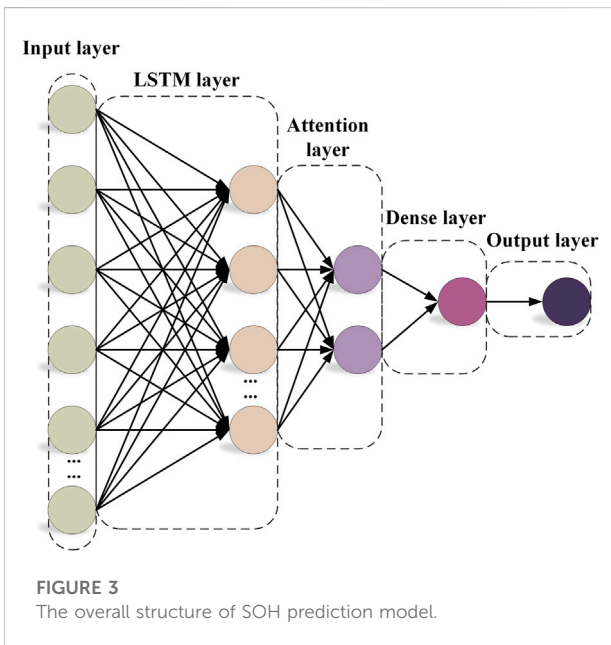 Input layer
LSTM layer
Attention
layer
Dense layer
Output layer
...
...
...
...
FIGURE 3
The overall structure of SOH prediction model.